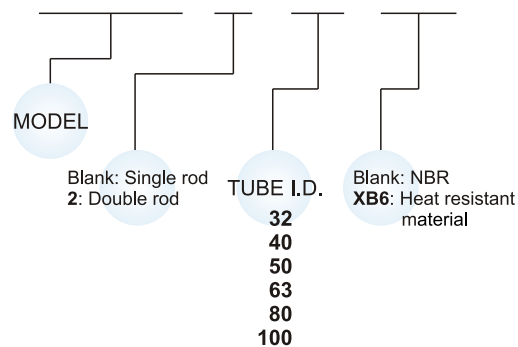 MODEL
Blank: Single rod
2: Double rod
TUBE I.D.
32
40
50
63
80
100
Blank: NBR
XB6: Heat resistant
material